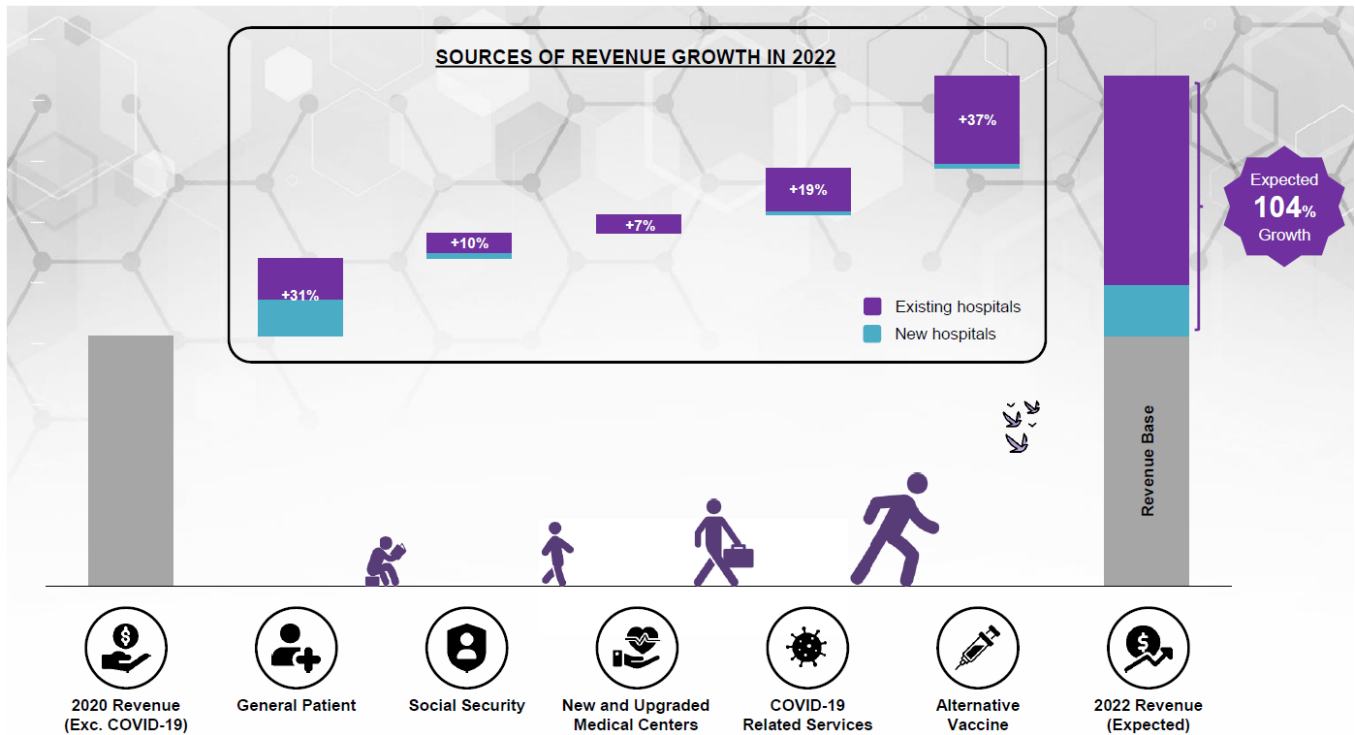 SOURCES OF REVENUE GROWTH IN 2022
+37%
+19%
+7%
+10%
+31%
Existing hospitals
New hospitals
Expected
104%
Growth
Revenue Base
2020 Revenue
(Exc. COVID-19)
General Patient
Social Security
New and Upgraded
Medical Centers
COVID-19
Related Services
Alternative
Vaccine
2022 Revenue
(Expected)